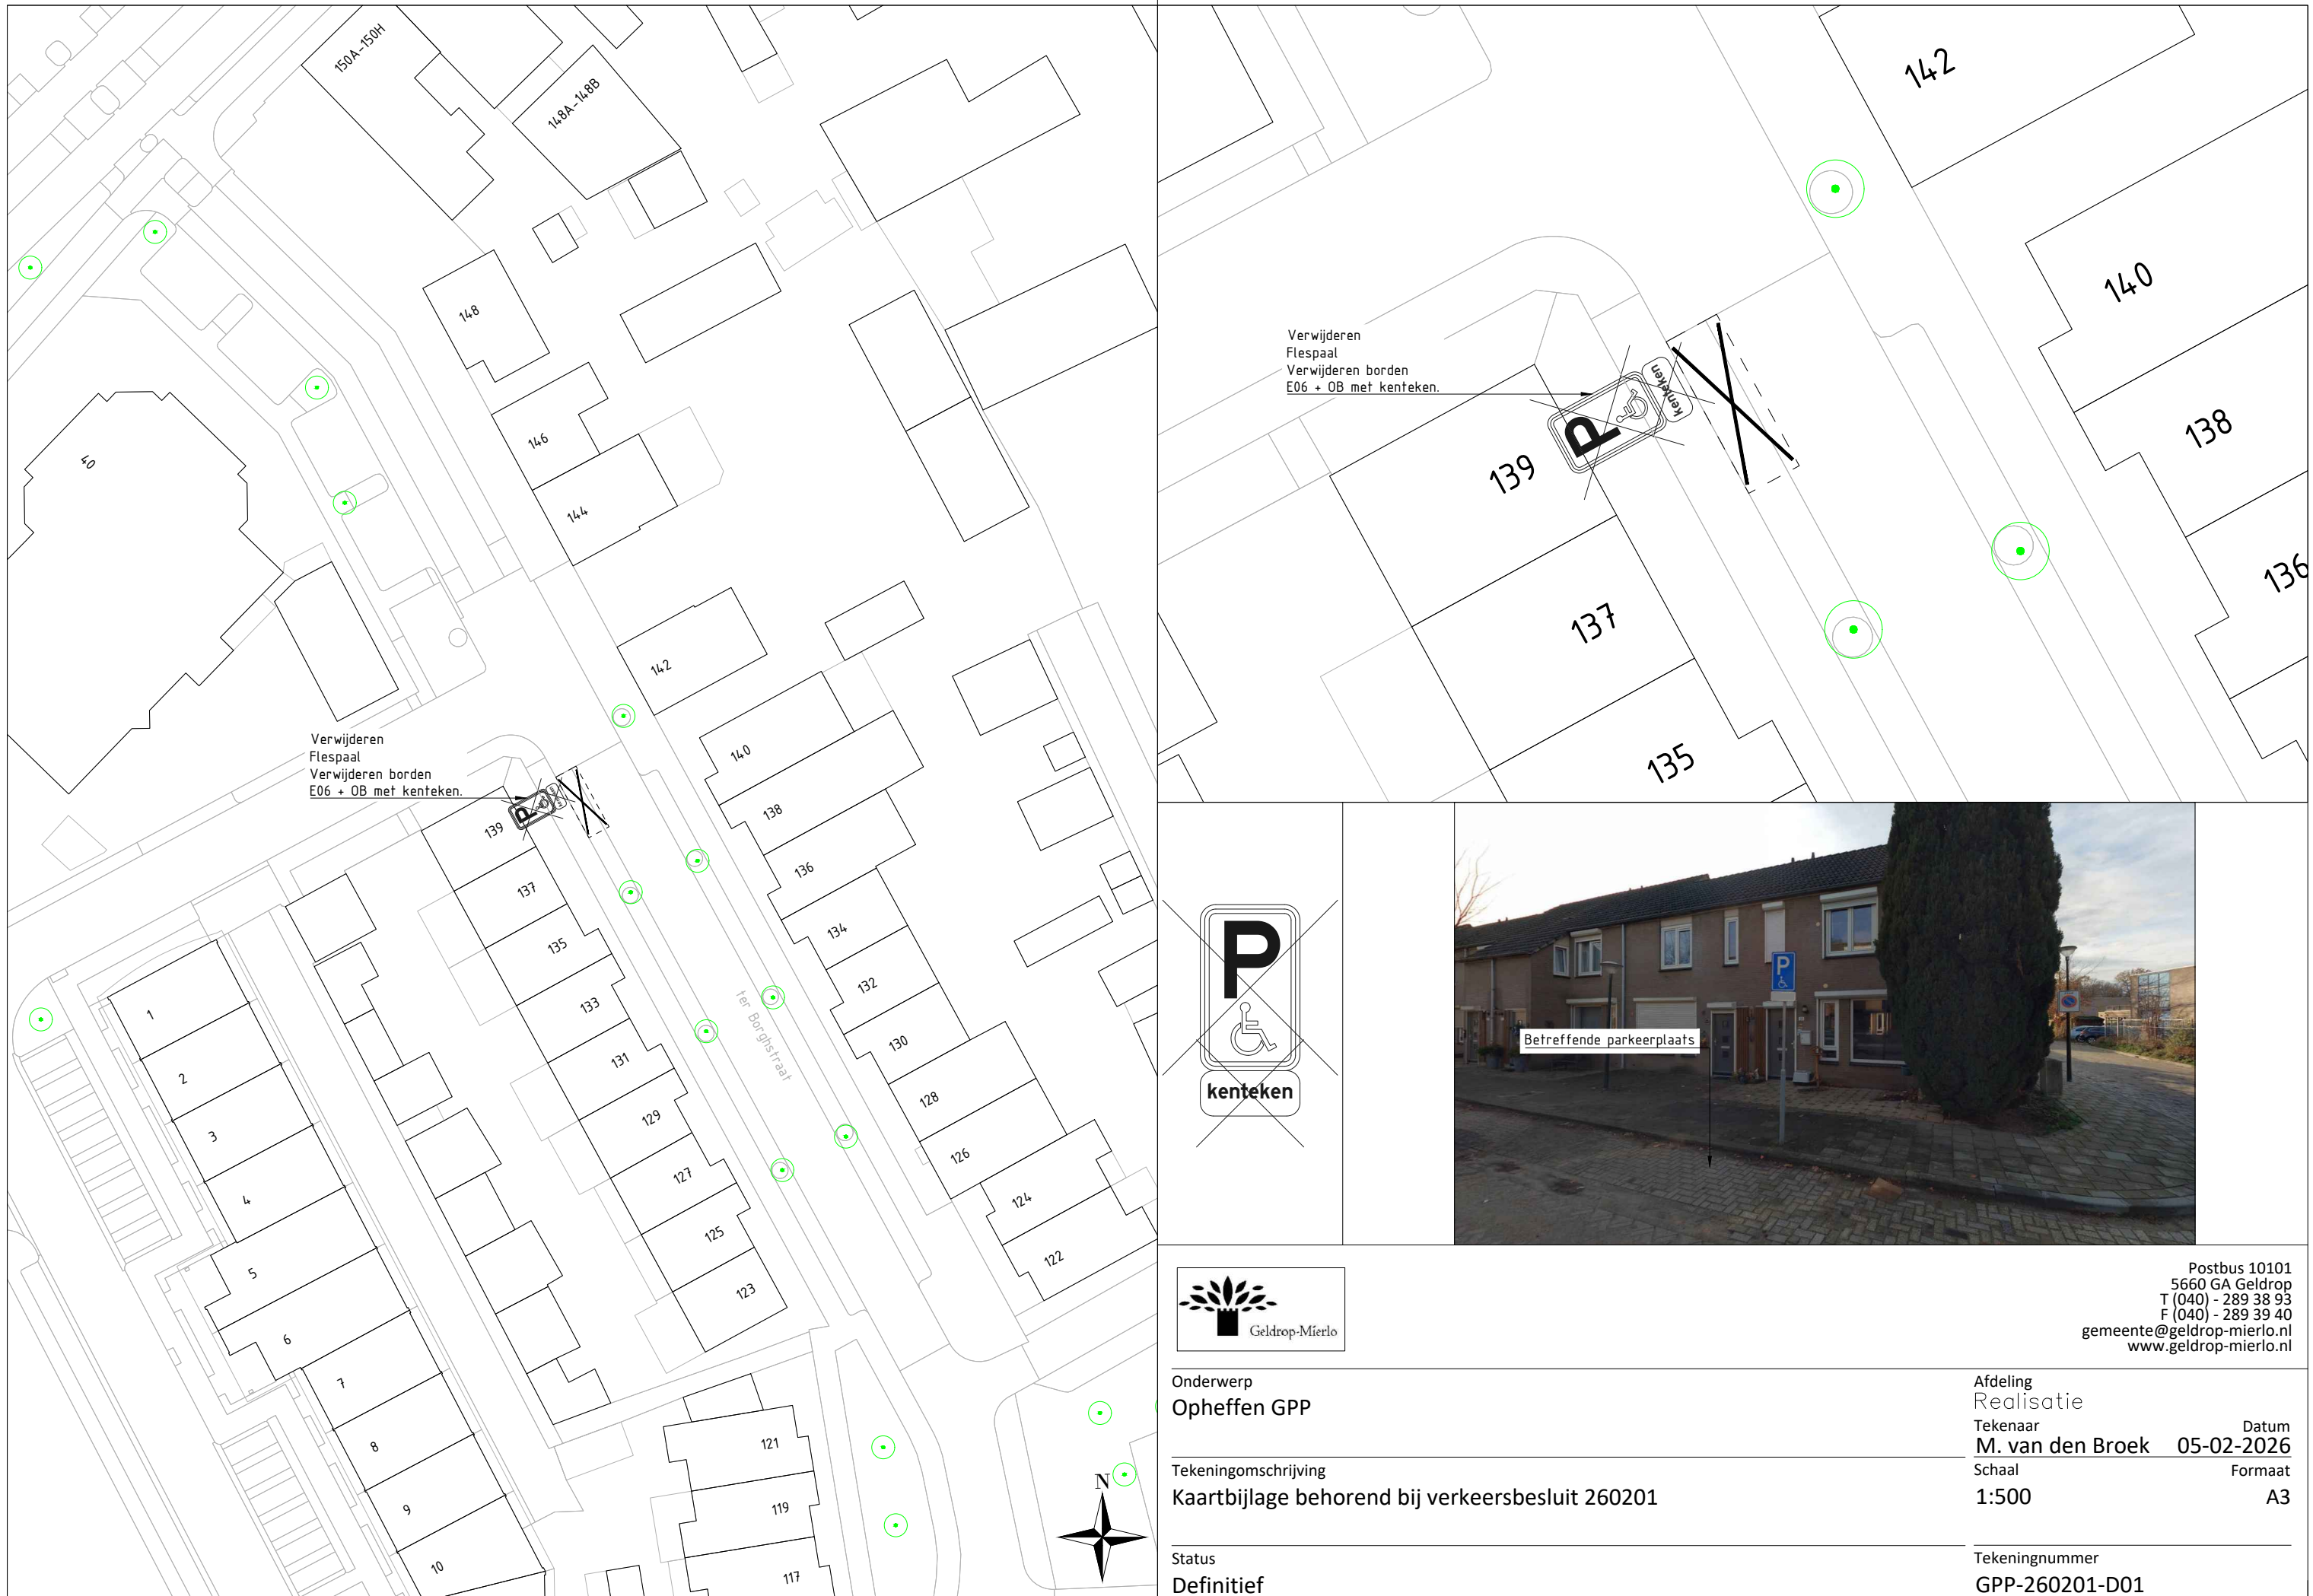 150A-150H
148A-148B
148
146
144
40
142
140
138
136
134
132
130
128
126
124
122
Verwijderen
Flespaal
Verwijderen borden
E06 + OB met kenteken.
P
139
137
135
133
131
129
127
125
123
121
119
117
ter Borghstraat
1
2
3
4
5
6
7
8
9
10
N
142
140
138
136
Verwijderen
Flespaal
Verwijderen borden
E06 + OB met kenteken.
P
kenteken
139
137
135
P
kenteken
P
Betreffende parkeerplaats
Geldrop-Mierlo
Postbus 10101
5660 GA Geldrop
T (040) - 289 38 93
F (040) - 289 39 40
gemeente@geldrop-mierlo.nl
www.geldrop-mierlo.nl
Onderwerp
Opheffen GPP
Afdeling
Realisatie
Tekenaar Datum
M. van den Broek 05-02-2026
Tekeningomschrijving
Kaartbijlage behorend bij verkeersbesluit 260201
Schaal Formaat
1:500 A3
Status
Definitief
Tekeningnummer
GPP-260201-D01